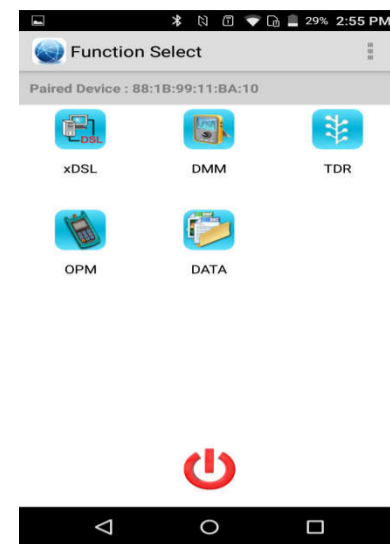 29% 2:55 PM
Function Select
Paired Device : 88:1B:99:11:BA:10
DSL
xDSL DMM TDR
OPM DATA